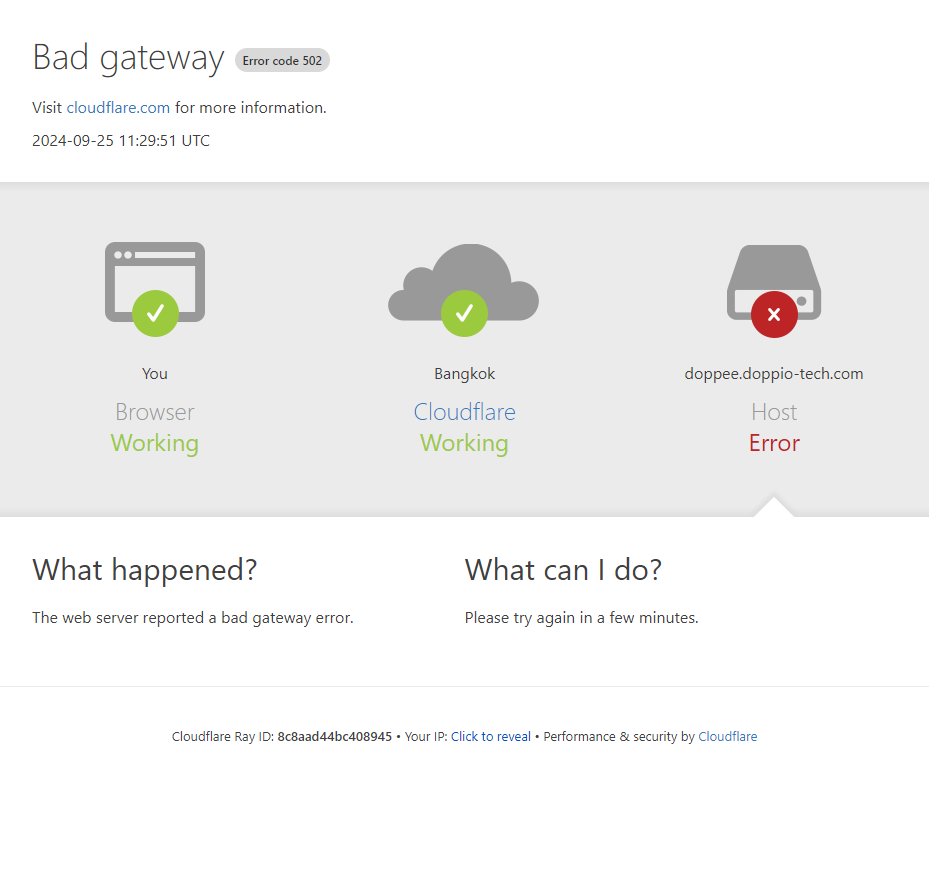 Bad gateway Error code 502
Visit cloudflare.com for more information.
2024-09-25 11:29:51 UTC
You
Browser
Working
Bangkok
Cloudflare
Working
doppee.doppio-tech.com
Host
Error
What happened?
The web server reported a bad gateway error.
What can I do?
Please try again in a few minutes.
Cloudflare Ray ID: 8c8aad44bc408945 • Your IP: Click to reveal • Performance & security by Cloudflare